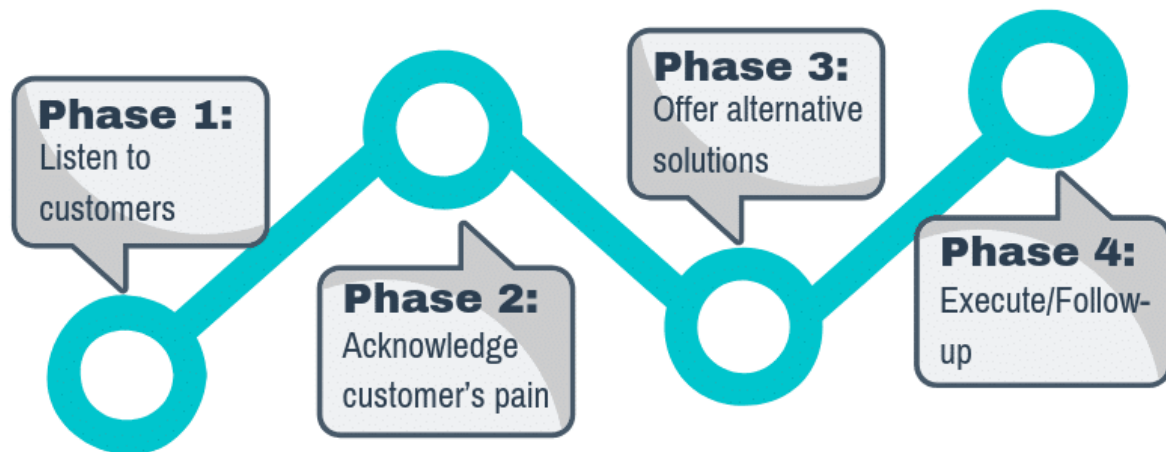 Phase 1:
Listen to
customers
Phase 2:
Acknowledge
customer’s pain
Phase 3:
Offer alternative
solutions
Phase 4:
Execute/Follow-
up